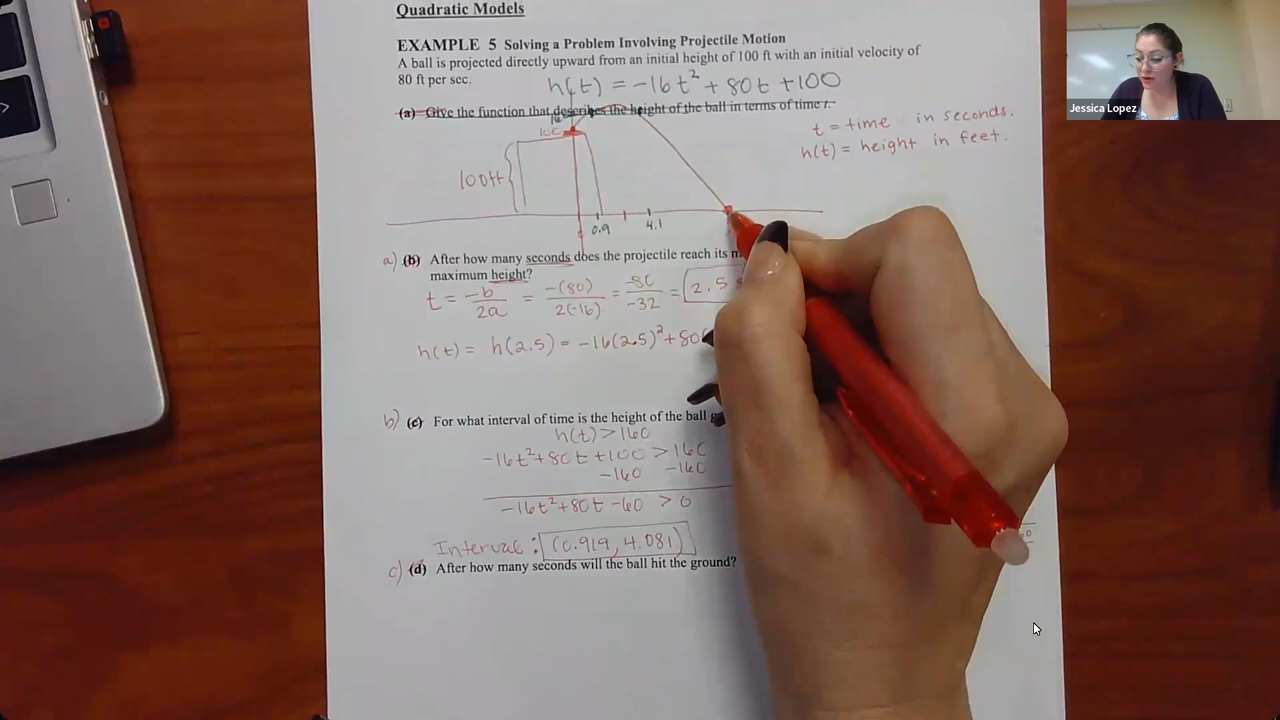 Quadratic Models
EXAMPLE 5 Solving a Problem Involving Projectile Motion
A ball is projected directly upward from an initial height of 100 ft with an initial velocity of
80 ft per sec.
h(t) = -16t² + 80t + 100
(a) Give the function that describes the height of the ball in terms of time t.
t = time in seconds.
h(t) = height in feet.
100
100ft
0.9
4.1
a) (b) After how many seconds does the projectile reach its
maximum height?
t = -b/2a = -(80)/2(-16) = -80/-32 = 2.5
h(t) = h(2.5) = -16(2.5)² + 80
b) (c) For what interval of time is the height of the ball
h(t) > 160
-16t² + 80t + 100 > 160
-160 -160
-16t² + 80t - 60 > 0
Interval : (0.919, 4.081)
c) (d) After how many seconds will the ball hit the ground?
Jessica Lopez